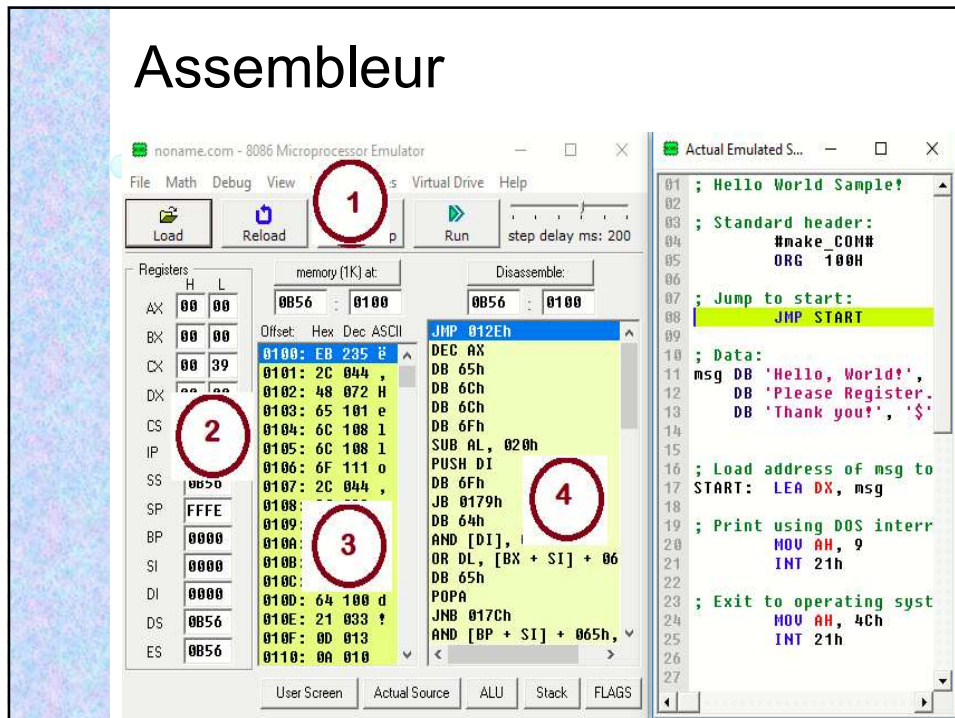 Assembleur
noname.com - 8086 Microprocessor Emulator
File Math Debug View Virtual Drive Help
1
Load Reload Run step delay ms: 200
Registers
H L
AX 00 00
BX 00 00
CX 00 39
DX
CS
IP
SS 0B56
SP FFFE
BP 0000
SI 0000
DI 0000
DS 0B56
ES 0B56
2
memory (1K) at:
0B56 : 0100
Offset: Hex Dec ASCII
0100: EB 235 ë
0101: 2C 044 ,
0102: 48 072 H
0103: 65 101 e
0104: 6C 108 l
0105: 6C 108 l
0106: 6F 111 o
0107: 2C 044 ,
0108:
0109:
010A:
010B:
010C:
010D: 64 100 d
010E: 21 033 !
010F: 0D 013
0110: 0A 010
3
Disassemble:
0B56 : 0100
JMP 012Eh
DEC AX
DB 65h
DB 6Ch
DB 6Ch
DB 6Fh
SUB AL, 020h
PUSH DI
DB 6Fh
JB 0179h
DB 64h
AND [DI],
OR DL, [BX + SI] + 06
DB 65h
POPA
JNB 017Ch
AND [BP + SI] + 065h,
4
User Screen Actual Source ALU Stack FLAGS
Actual Emulated S...
01 ; Hello World Sample!
02
03 ; Standard header:
04 #make_COM#
05 ORG 100H
06
07 ; Jump to start:
08 JMP START
09
10 ; Data:
11 msg DB 'Hello, World!',
12 DB 'Please Register.
13 DB 'Thank you!', '$'
14
15
16 ; Load address of msg to
17 START: LEA DX, msg
18
19 ; Print using DOS interr
20 MOV AH, 9
21 INT 21h
22
23 ; Exit to operating syst
24 MOV AH, 4Ch
25 INT 21h
26
27